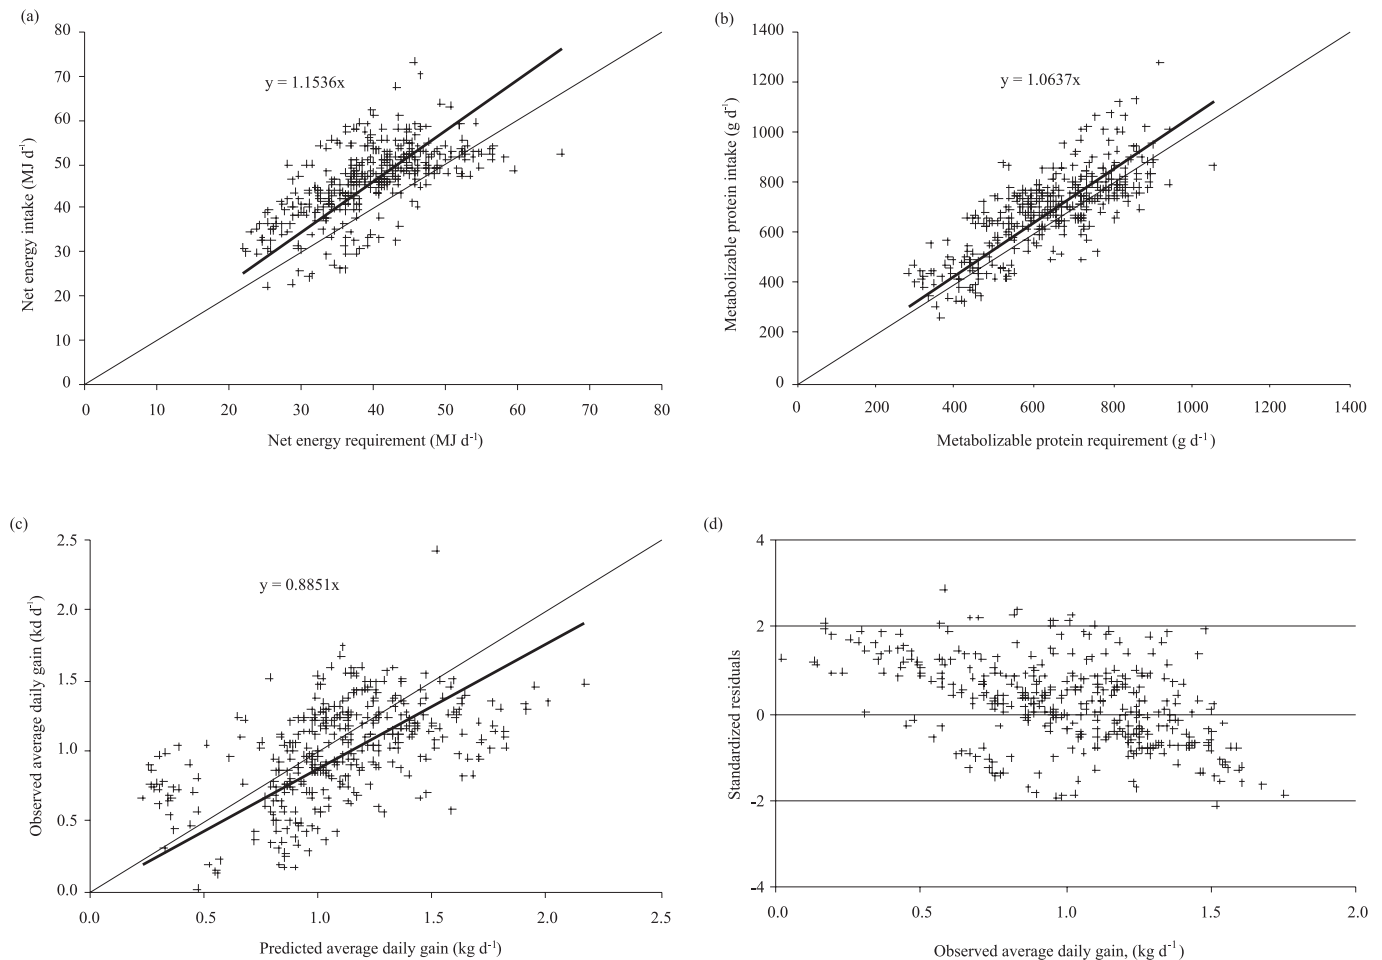 (a)
80
70
60
50
40
30
20
10
0
y = 1.1536x
Net energy intake (MJ d⁻¹)
0 10 20 30 40 50 60 70 80
Net energy requirement (MJ d⁻¹)
(b)
1400
1200
1000
800
600
400
200
0
y = 1.0637x
Metabolizable protein intake (g d⁻¹)
0 200 400 600 800 1000 1200 1400
Metabolizable protein requirement (g d⁻¹)
(c)
2.5
2.0
1.5
1.0
0.5
0.0
y = 0.8851x
Observed average daily gain (kd d⁻¹)
0.0 0.5 1.0 1.5 2.0 2.5
Predicted average daily gain (kg d⁻¹)
(d)
4
2
0
-2
-4
Standardized residuals
0.0 0.5 1.0 1.5 2.0
Observed average daily gain, (kg d⁻¹)